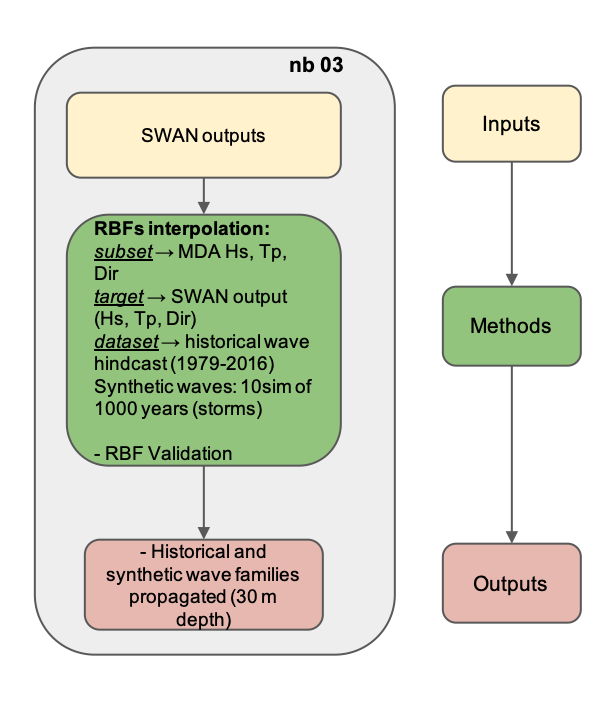 nb 03
SWAN outputs
RBFs interpolation:
subset → MDA Hs, Tp,
Dir
target → SWAN output
(Hs, Tp, Dir)
dataset → historical wave
hindcast (1979-2016)
Synthetic waves: 10sim of
1000 years (storms)
- RBF Validation
- Historical and
synthetic wave families
propagated (30 m
depth)
Inputs
Methods
Outputs